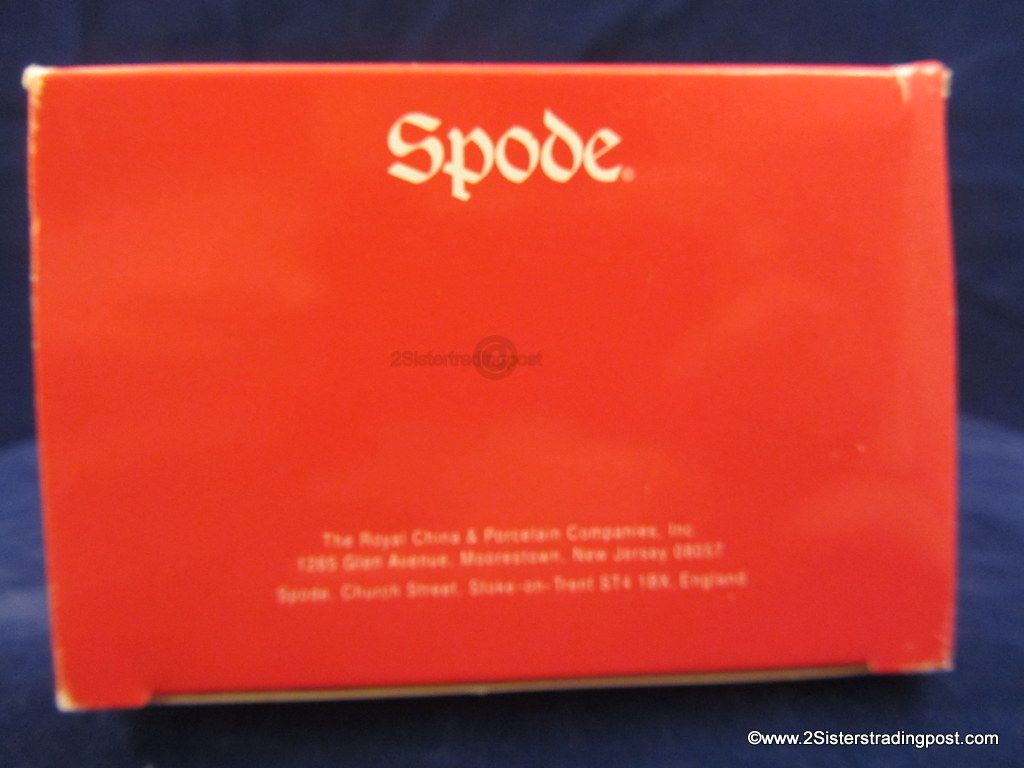 Spode®
2Sistertradingpost
@
The Royal China & Porcelain Companies, Inc.
1265 Glen Avenue, Moorestown, New Jersey 08057
Spode. Church Street, Stoke-on-Trent ST4 1BX, England
©www.2Sisterstradingpost.com